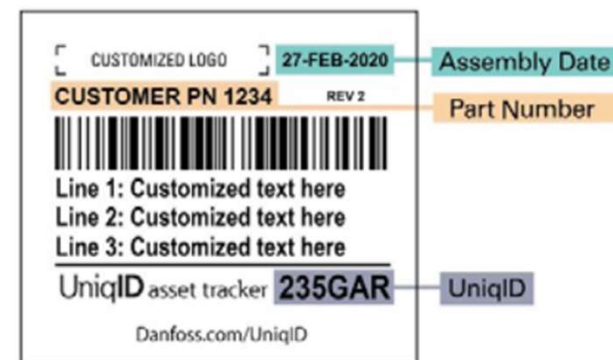 CUSTOMIZED LOGO 27-FEB-2020 Assembly Date
CUSTOMER PN 1234 REV 2 Part Number
Line 1: Customized text here
Line 2: Customized text here
Line 3: Customized text here
UniqID asset tracker 235GAR UniqID
Danfoss.com/UniqID